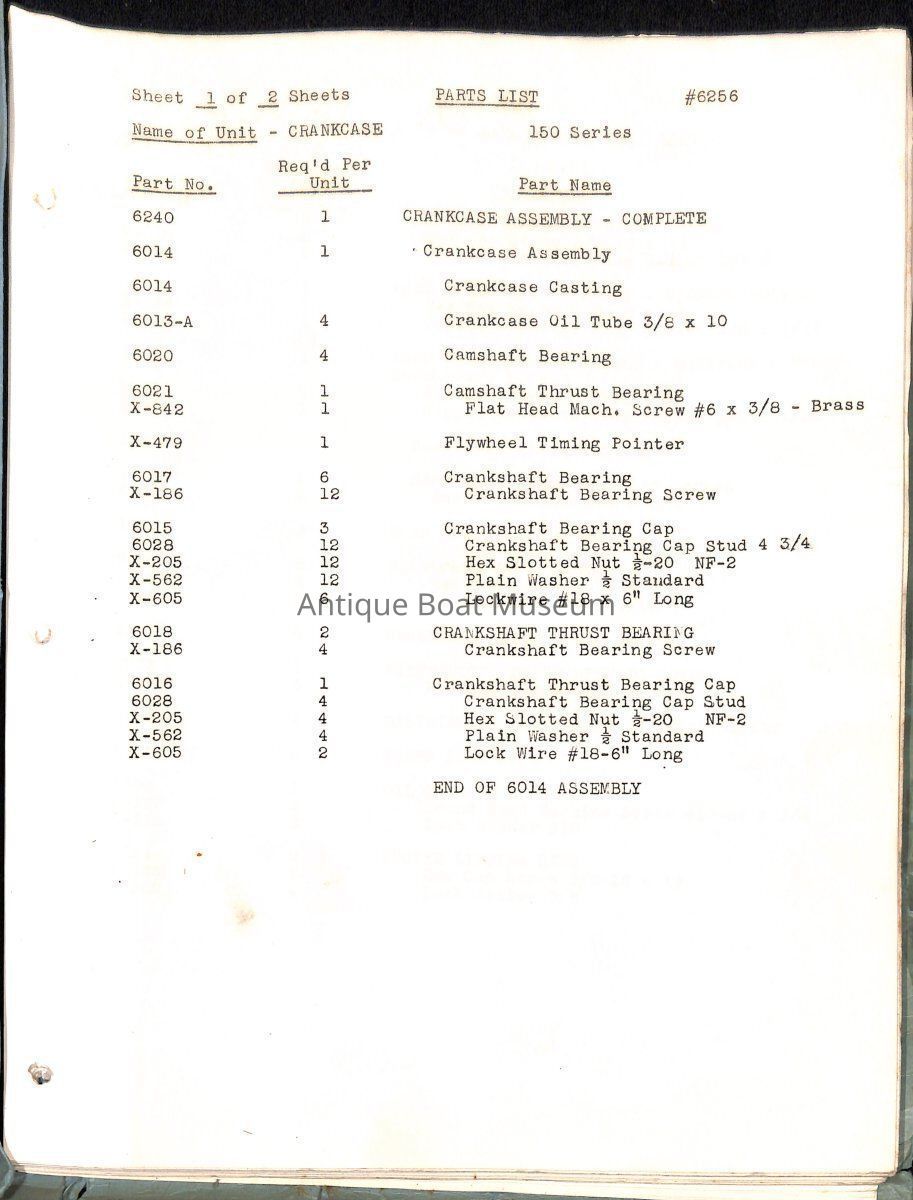 Sheet 1 of 2 Sheets PARTS LIST #6256
Name of Unit - CRANKCASE 150 Series
Req'd Per
Part No. Unit Part Name
6240 1 CRANKCASE ASSEMBLY - COMPLETE
6014 1 Crankcase Assembly
6014 Crankcase Casting
6013-A 4 Crankcase Oil Tube 3/8 x 10
6020 4 Camshaft Bearing
6021 1 Camshaft Thrust Bearing
X-842 1 Flat Head Mach. Screw #6 x 3/8 - Brass
X-479 1 Flywheel Timing Pointer
6017 6 Crankshaft Bearing
X-186 12 Crankshaft Bearing Screw
6015 3 Crankshaft Bearing Cap
6028 12 Crankshaft Bearing Cap Stud 4 3/4
X-205 12 Hex Slotted Nut ½-20 NF-2
X-562 12 Plain Washer ½ Standard
X-605 6 Lockwire #18 x 6" Long
Antique Boat Museum
6018 2 CRANKSHAFT THRUST BEARING
X-186 4 Crankshaft Bearing Screw
6016 1 Crankshaft Thrust Bearing Cap
6028 4 Crankshaft Bearing Cap Stud
X-205 4 Hex Slotted Nut ½-20 NF-2
X-562 4 Plain Washer ½ Standard
X-605 2 Lock Wire #18-6" Long
END OF 6014 ASSEMBLY